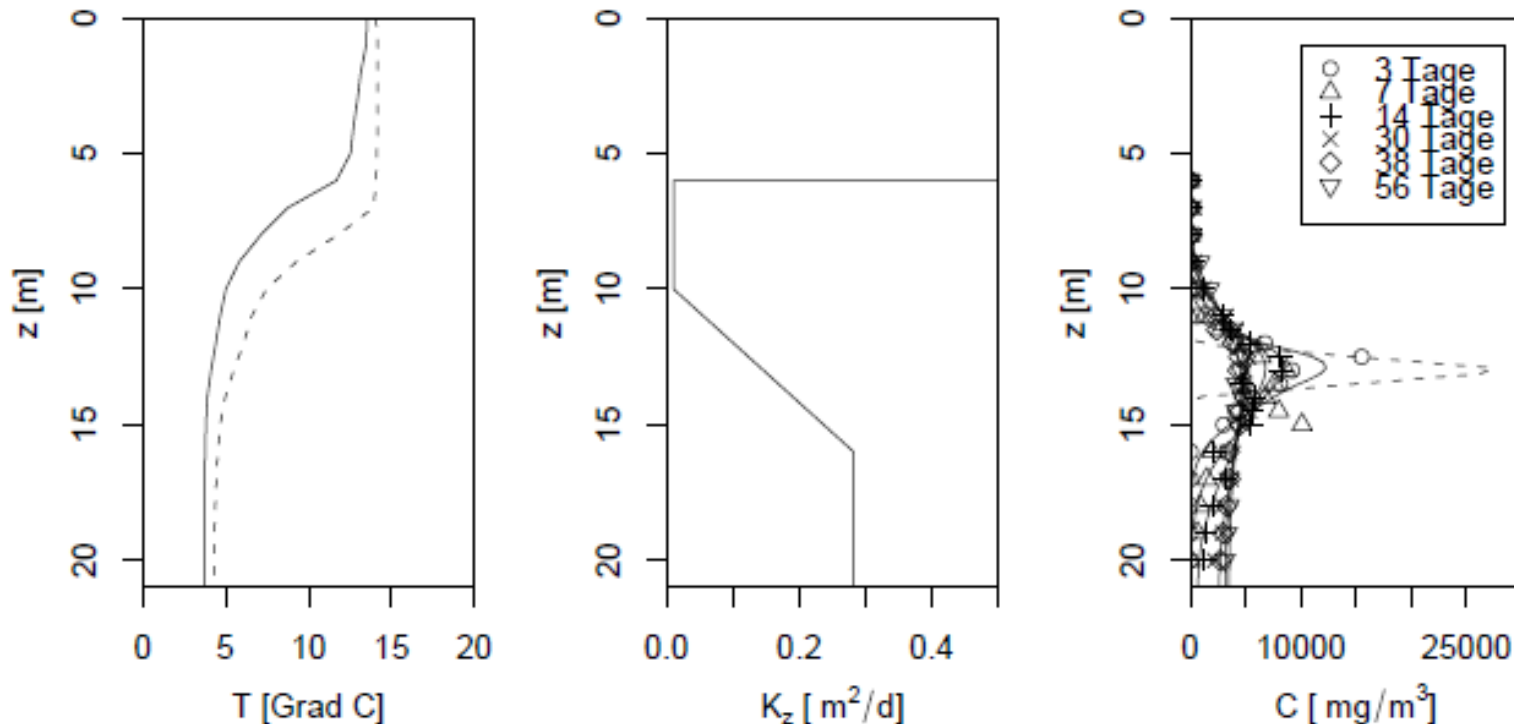 0
5
10
15
20
z [m]
0
5
10
15
20
T [Grad C]
0
5
10
15
20
z [m]
0.0
0.2
0.4
K_z [ m²/d]
0
5
10
15
20
z [m]
3 Tage
7 Tage
14 Tage
30 Tage
38 Tage
56 Tage
0
10000
25000
C [ mg/m³]